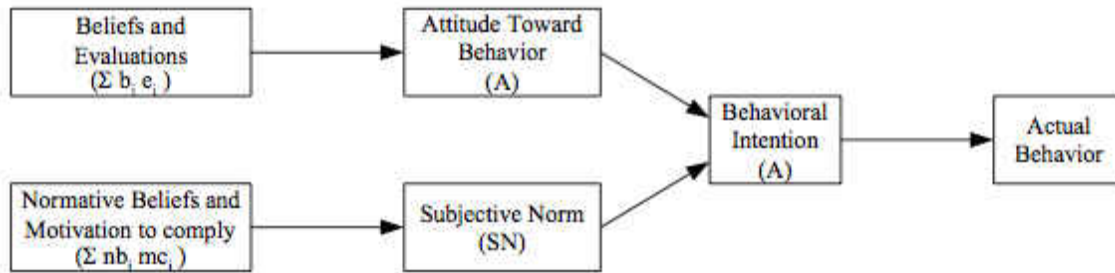 Beliefs and
Evaluations
(Σ bᵢ eᵢ )
Attitude Toward
Behavior
(A)
Behavioral
Intention
(A)
Actual
Behavior
Normative Beliefs and
Motivation to comply
(Σ nbᵢ mcᵢ )
Subjective Norm
(SN)